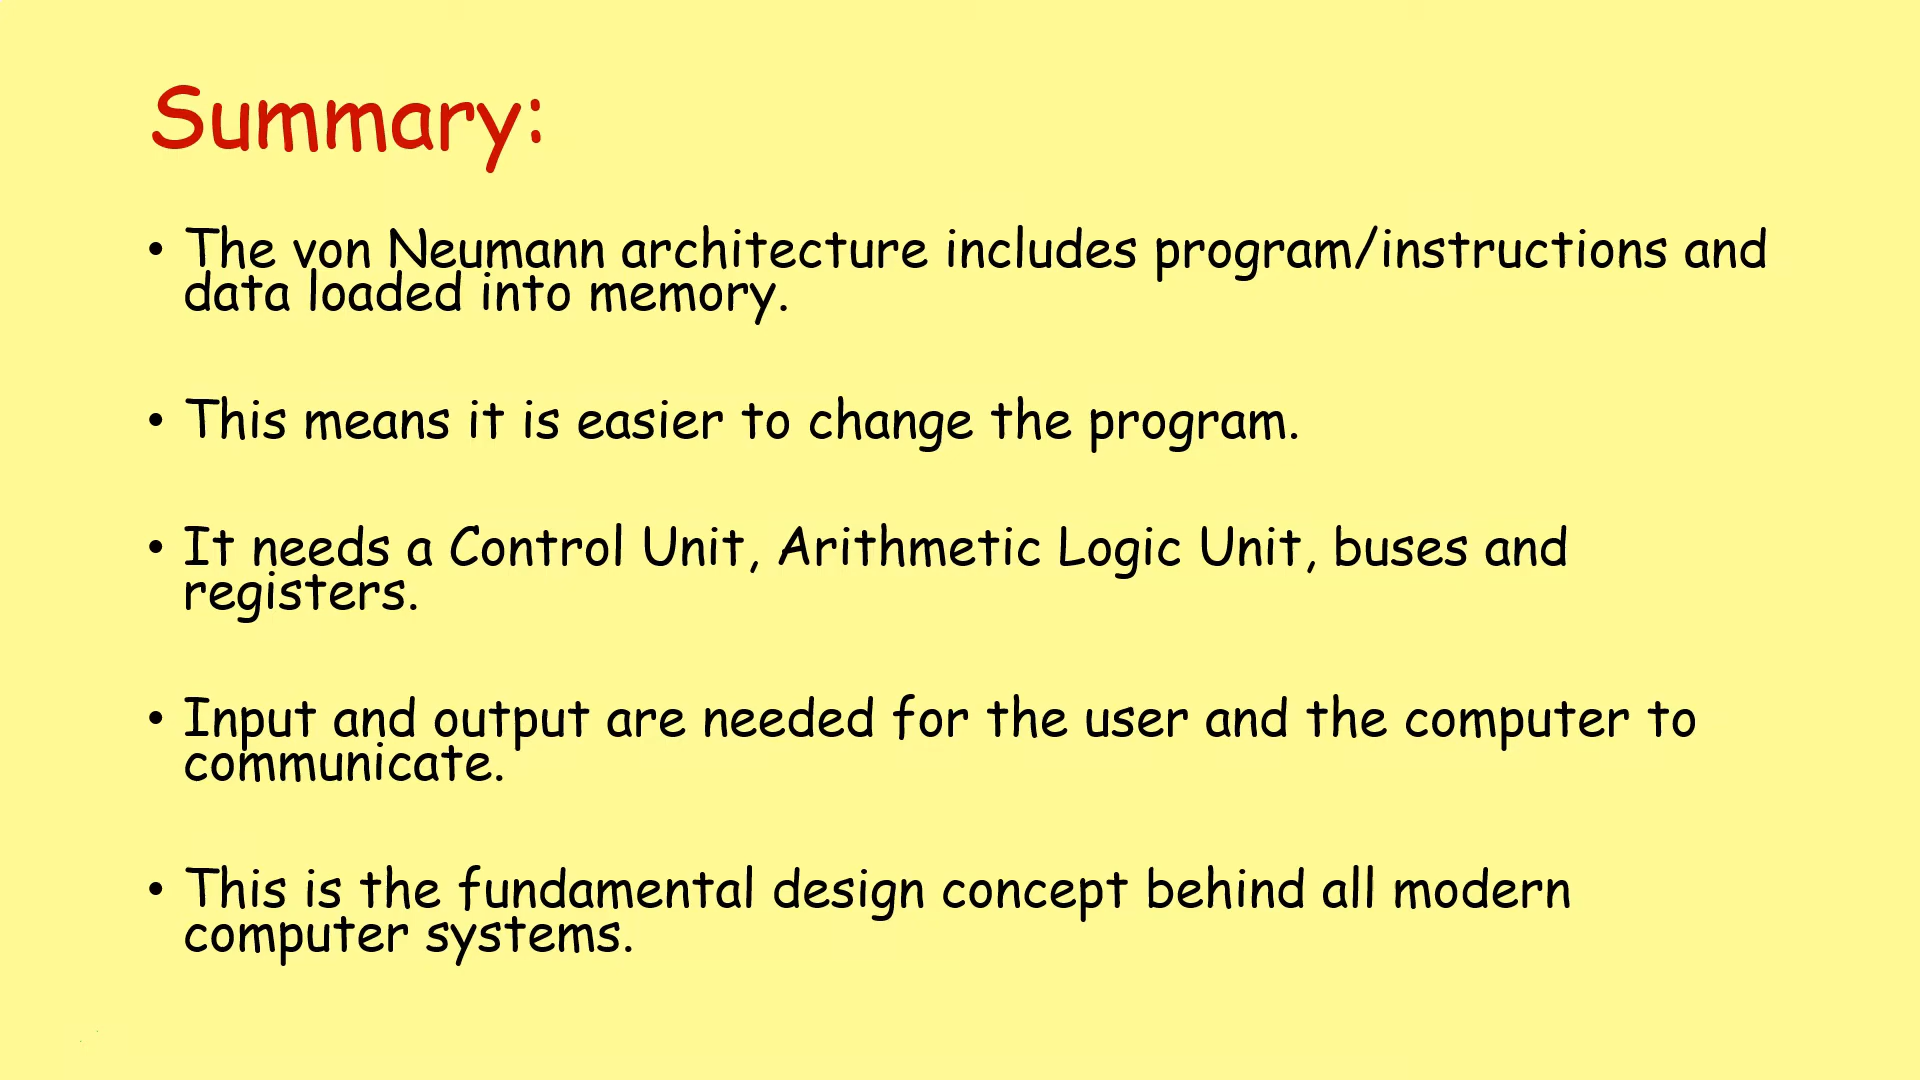 Summary:
• The von Neumann architecture includes program/instructions and
data loaded into memory.
• This means it is easier to change the program.
• It needs a Control Unit, Arithmetic Logic Unit, buses and
registers.
• Input and output are needed for the user and the computer to
communicate.
• This is the fundamental design concept behind all modern
computer systems.